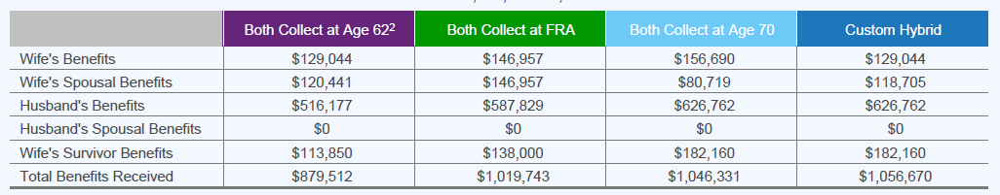 Both Collect at Age 62² Both Collect at FRA Both Collect at Age 70 Custom Hybrid
Wife's Benefits $129,044 $146,957 $156,690 $129,044
Wife's Spousal Benefits $120,441 $146,957 $80,719 $118,705
Husband's Benefits $516,177 $587,829 $626,762 $626,762
Husband's Spousal Benefits $0 $0 $0 $0
Wife's Survivor Benefits $113,850 $138,000 $182,160 $182,160
Total Benefits Received $879,512 $1,019,743 $1,046,331 $1,056,670